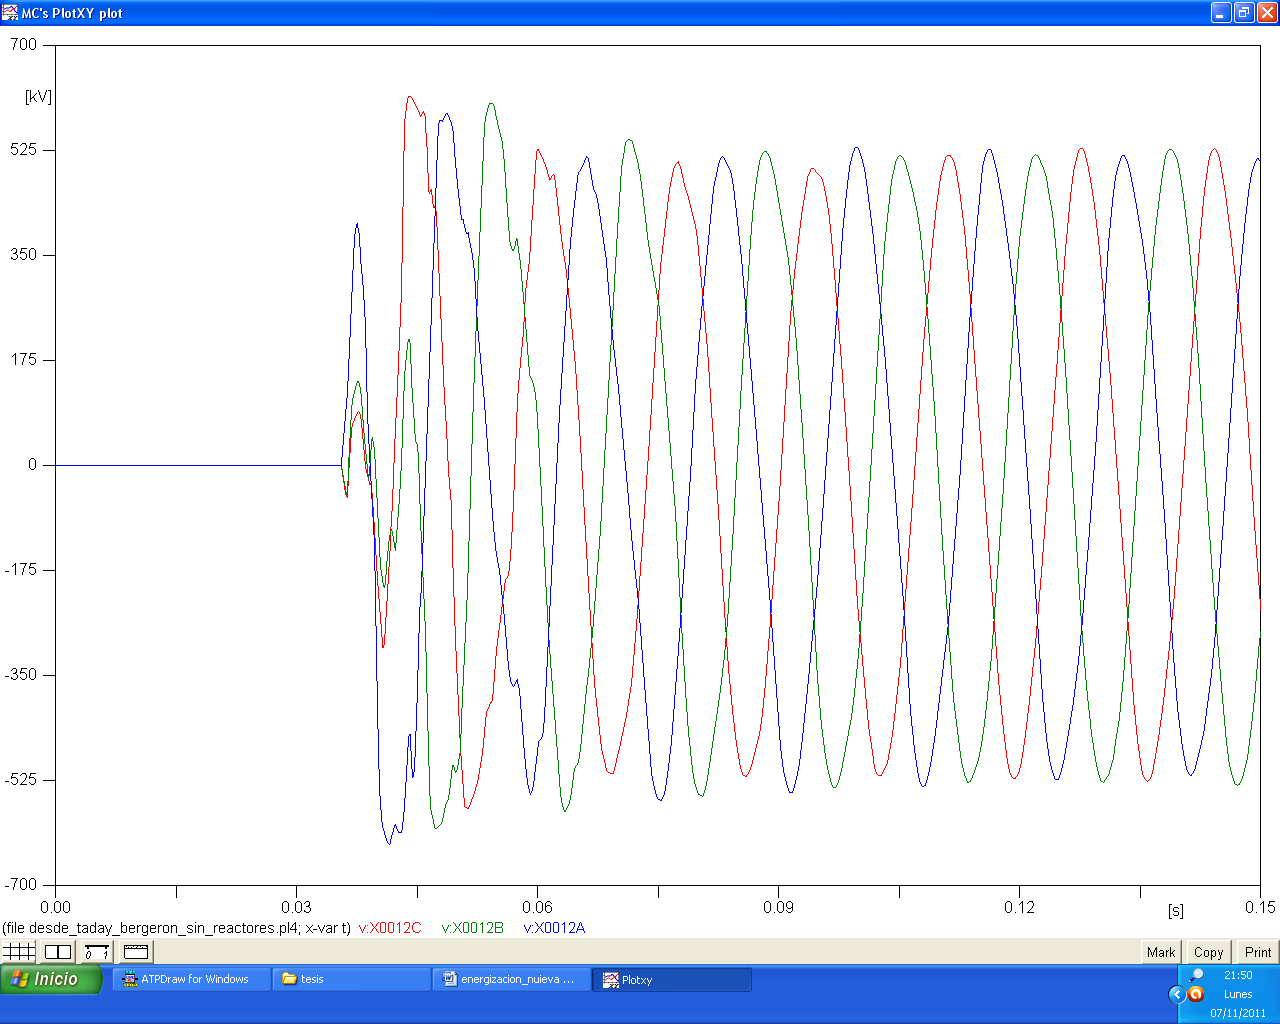 MC's PlotXY plot
700
[kV]
525
350
175
0
-175
-350
-525
-700
0.00 0.03 0.06 0.09 0.12 [s] 0.15
(file desde_taday_bergeron_sin_reactores.pl4; x-var t) v:X0012C v:X0012B v:X0012A
0 1 Mark Copy Print
Inicio ATPDraw for Windows tesis energizacion_nuieva ... Plotxy 21:50
Lunes
07/11/2011